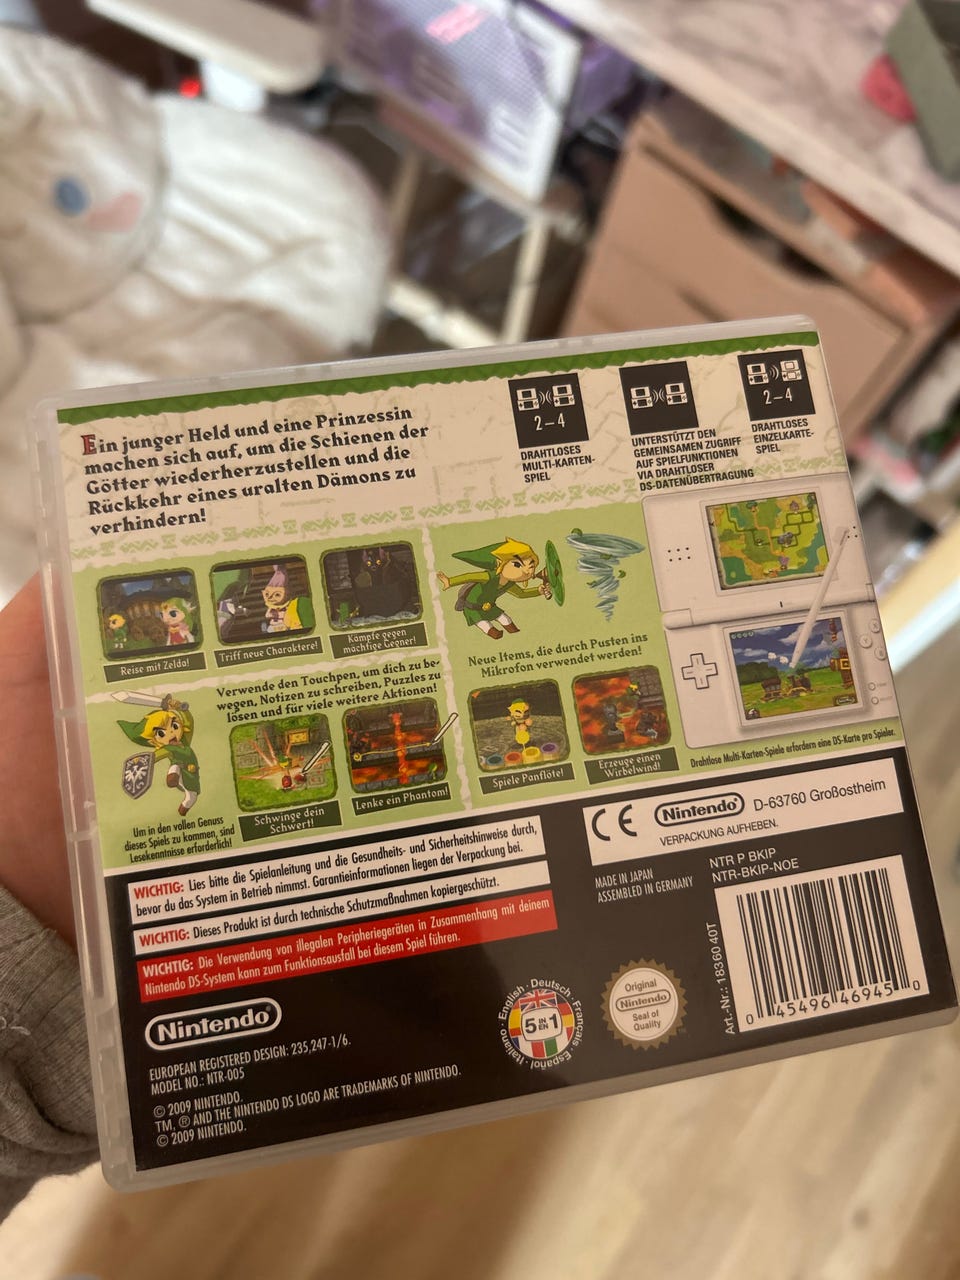 Ein junger Held und eine Prinzessin
machen sich auf, um die Schienen der
Götter wiederherzustellen und die
Rückkehr eines uralten Dämons zu
verhindern!
2-4
DRAHTLOSES
MULTI-KARTEN-
SPIEL
UNTERSTÜTZT DEN
GEMEINSAMEN ZUGRIFF
AUF SPIELFUNKTIONEN
VIA DRAHTLOSER
DS-DATENÜBERTRAGUNG
2-4
DRAHTLOSES
EINZELKARTE-
SPIEL
Reise mit Zelda!
Triff neue Charaktere!
Kämpfe gegen
mächtige Gegner!
Verwende den Touchpen, um dich zu be-
wegen, Notizen zu schreiben, Puzzles zu
lösen und für viele weitere Aktionen!
Um in den vollen Genuss
dieses Spiels zu kommen, sind
Lesekenntnisse erforderlich!
Schwinge dein
Schwert!
Lenke ein Phantom!
Neue Items, die durch Pusten ins
Mikrofon verwendet werden!
Spiele Panflöte!
Erzeuge einen
Wirbelwind!
Drahtlose Multi-Karten-Spiele erfordern eine DS-Karte pro Spieler.
WICHTIG: Lies bitte die Spielanleitung und die Gesundheits- und Sicherheitshinweise durch,
bevor du das System in Betrieb nimmst. Garantieinformationen liegen der Verpackung bei.
WICHTIG: Dieses Produkt ist durch technische Schutzmaßnahmen kopiergeschützt.
WICHTIG: Die Verwendung von illegalen Peripheriegeräten in Zusammenhang mit deinem
Nintendo DS-System kann zum Funktionsausfall bei diesem Spiel führen.
CE Nintendo D-63760 Großostheim
VERPACKUNG AUFHEBEN.
MADE IN JAPAN
ASSEMBLED IN GERMANY
NTR P BKIP
NTR-BKIP-NOE
Art.-Nr.: 18360 40T
0 45496 46945 0
Nintendo
EUROPEAN REGISTERED DESIGN: 235,247-1/6.
MODEL NO.: NTR-005
© 2009 NINTENDO.
TM, ® AND THE NINTENDO DS LOGO ARE TRADEMARKS OF NINTENDO.
© 2009 NINTENDO.
English · Deutsch · Français · Español · Italiano ·
5 IN EN 1
Original
Nintendo
Seal of
Quality